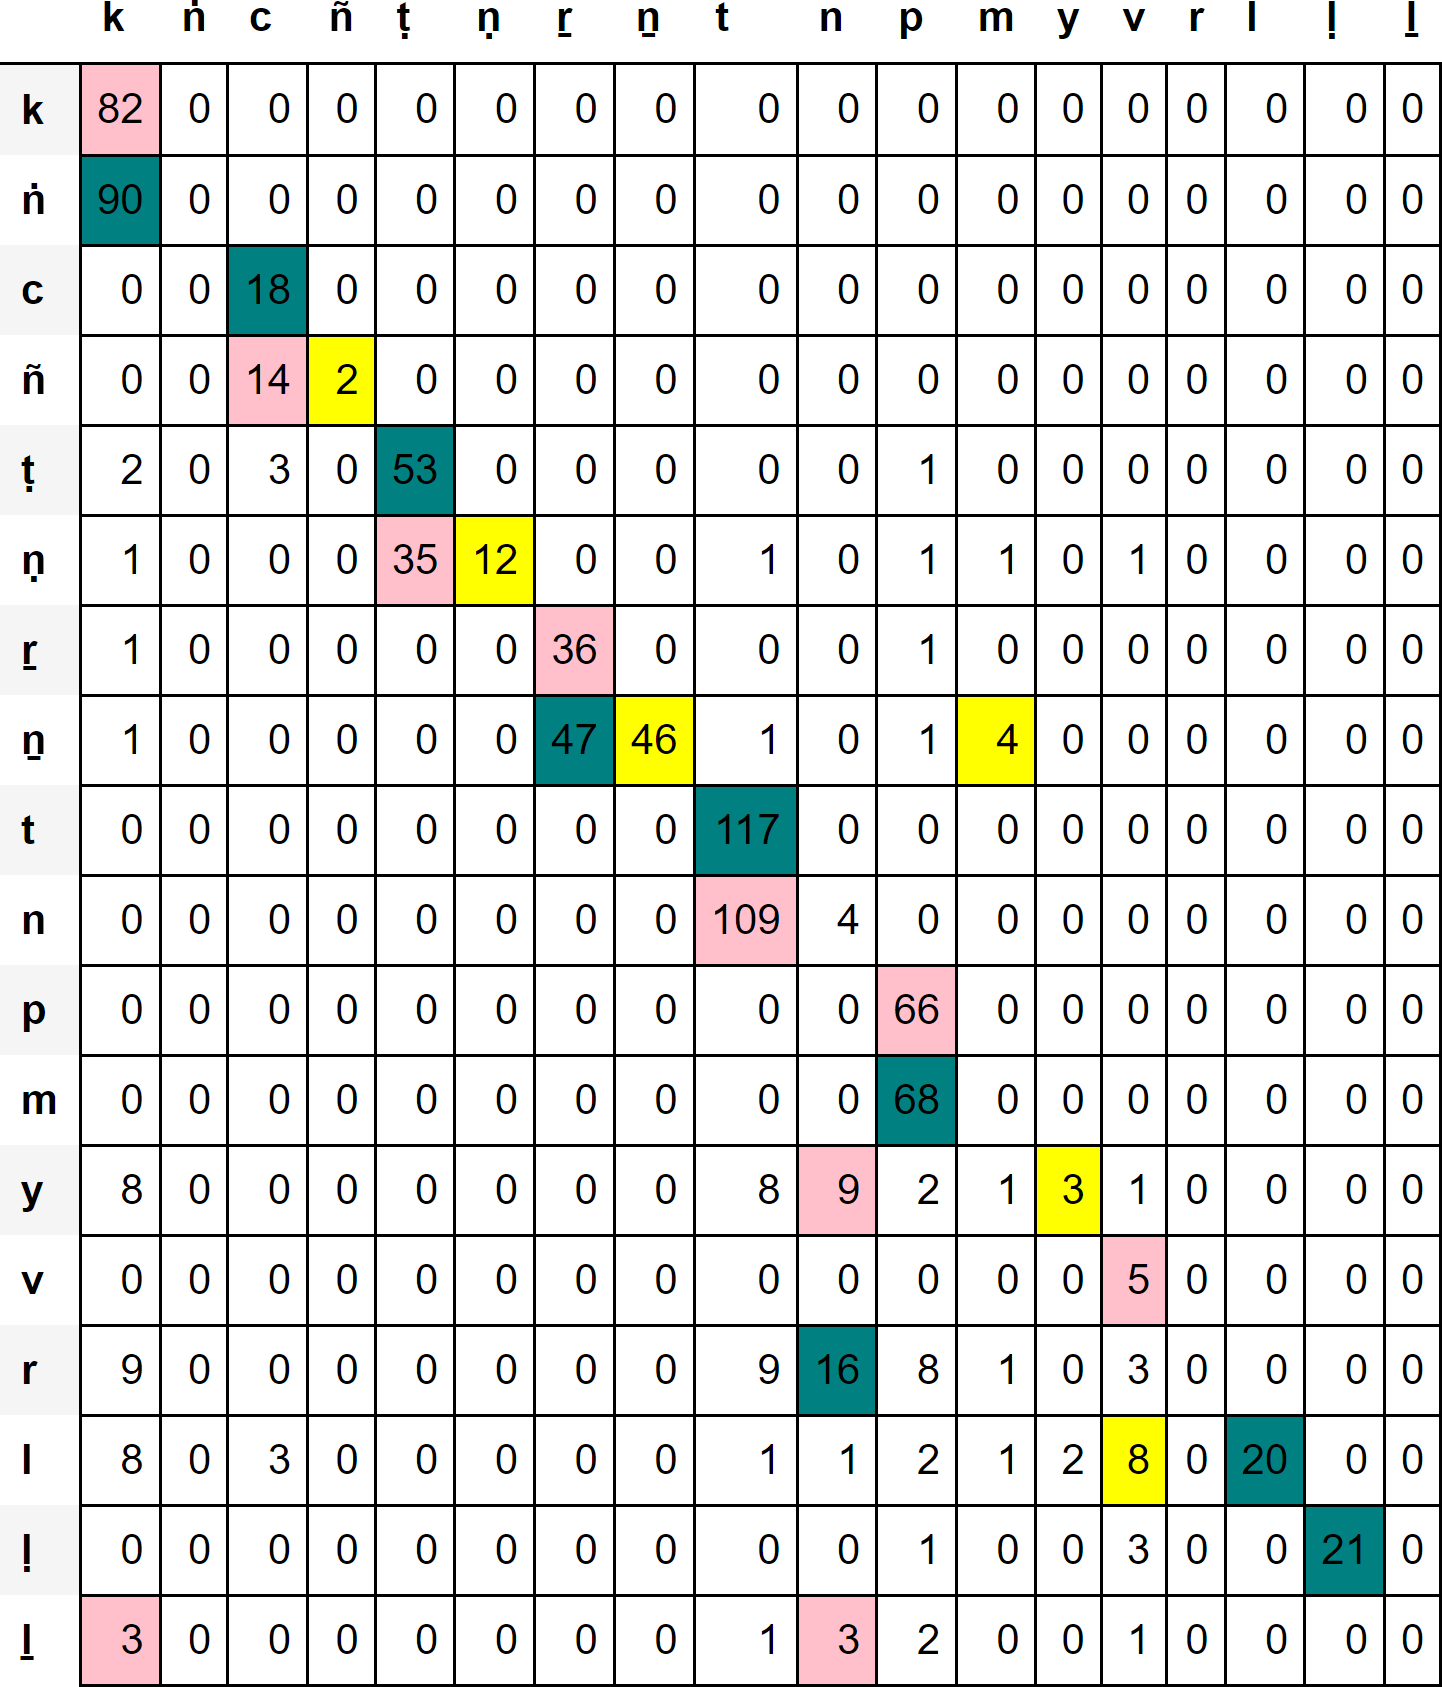 k ṅ c ñ ṭ ṇ ṟ ṉ t n p m y v r l ḷ ḻ
k 82 0 0 0 0 0 0 0 0 0 0 0 0 0 0 0 0 0
ṅ 90 0 0 0 0 0 0 0 0 0 0 0 0 0 0 0 0 0
c 0 0 18 0 0 0 0 0 0 0 0 0 0 0 0 0 0 0
ñ 0 0 14 2 0 0 0 0 0 0 0 0 0 0 0 0 0 0
ṭ 2 0 3 0 53 0 0 0 0 0 1 0 0 0 0 0 0 0
ṇ 1 0 0 0 35 12 0 0 1 0 1 1 0 1 0 0 0 0
ṟ 1 0 0 0 0 0 36 0 0 0 1 0 0 0 0 0 0 0
ṉ 1 0 0 0 0 0 47 46 1 0 1 4 0 0 0 0 0 0
t 0 0 0 0 0 0 0 0 117 0 0 0 0 0 0 0 0 0
n 0 0 0 0 0 0 0 0 109 4 0 0 0 0 0 0 0 0
p 0 0 0 0 0 0 0 0 0 0 66 0 0 0 0 0 0 0
m 0 0 0 0 0 0 0 0 0 0 68 0 0 0 0 0 0 0
y 8 0 0 0 0 0 0 0 8 9 2 1 3 1 0 0 0 0
v 0 0 0 0 0 0 0 0 0 0 0 0 0 5 0 0 0 0
r 9 0 0 0 0 0 0 0 9 16 8 1 0 3 0 0 0 0
l 8 0 3 0 0 0 0 0 1 1 2 1 2 8 0 20 0 0
ḷ 0 0 0 0 0 0 0 0 0 0 1 0 0 3 0 0 21 0
ḻ 3 0 0 0 0 0 0 0 1 3 2 0 0 1 0 0 0 0